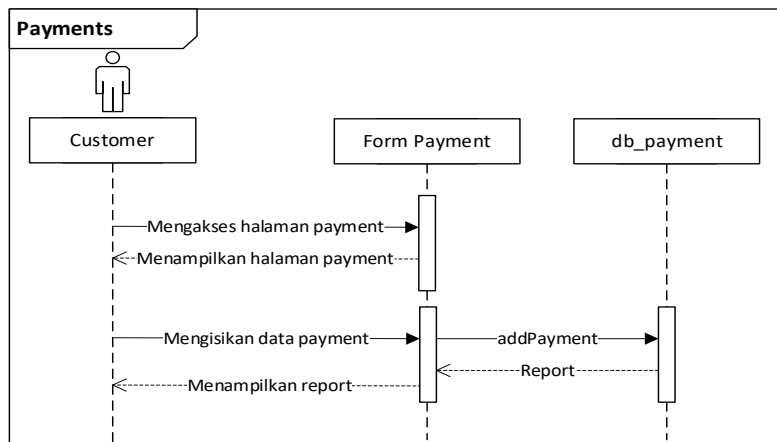 Payments
Customer
Form Payment
db_payment
Mengakses halaman payment
Menampilkan halaman payment
Mengisikan data payment
addPayment
Report
Menampilkan report